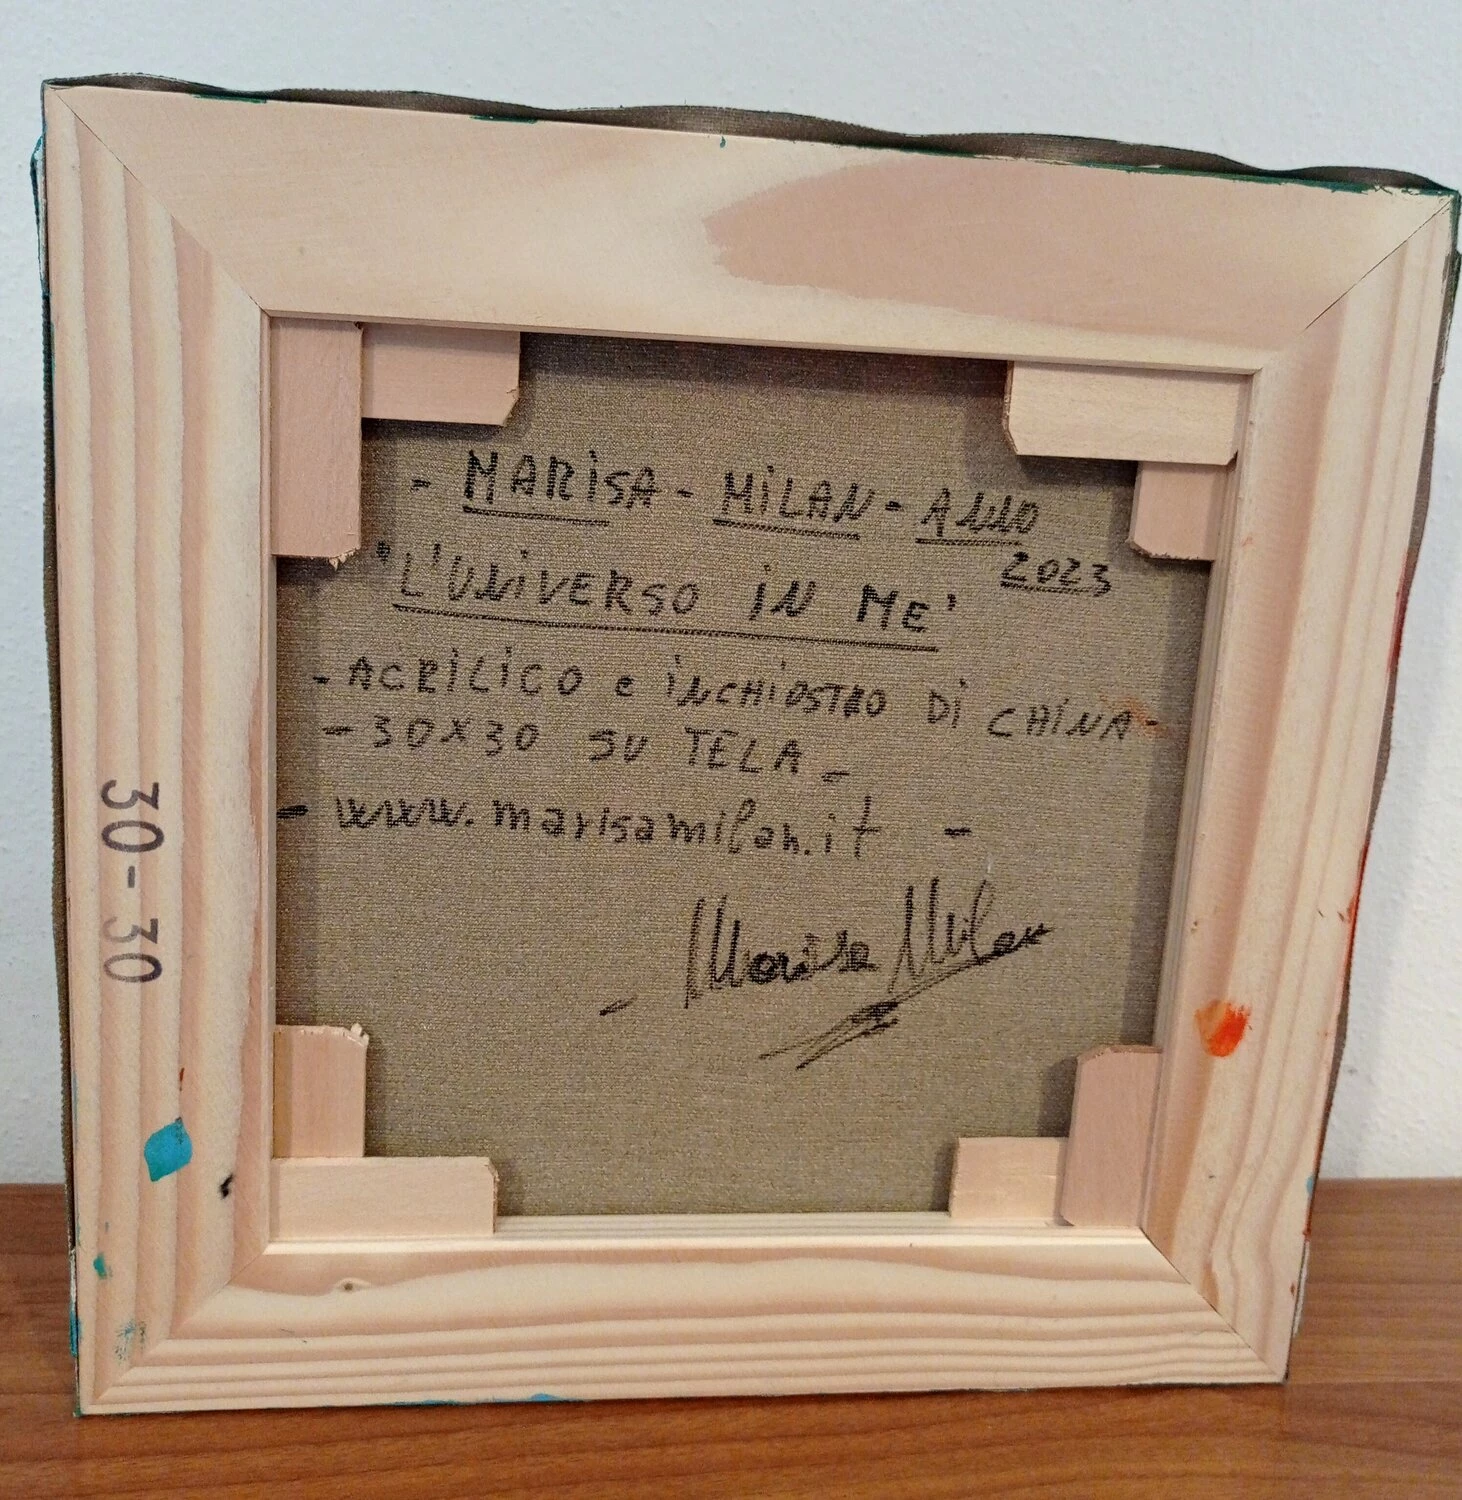 - MARiSA - MiLAN - ANNO
2023
"L'UNiVERSO iN ME'
- ACRiLiCO e iNCHiOSTRO Di CHiNA -
- 30X30 SU TELA -
- www.marisamilan.it -
- Marisa Milan
30-30